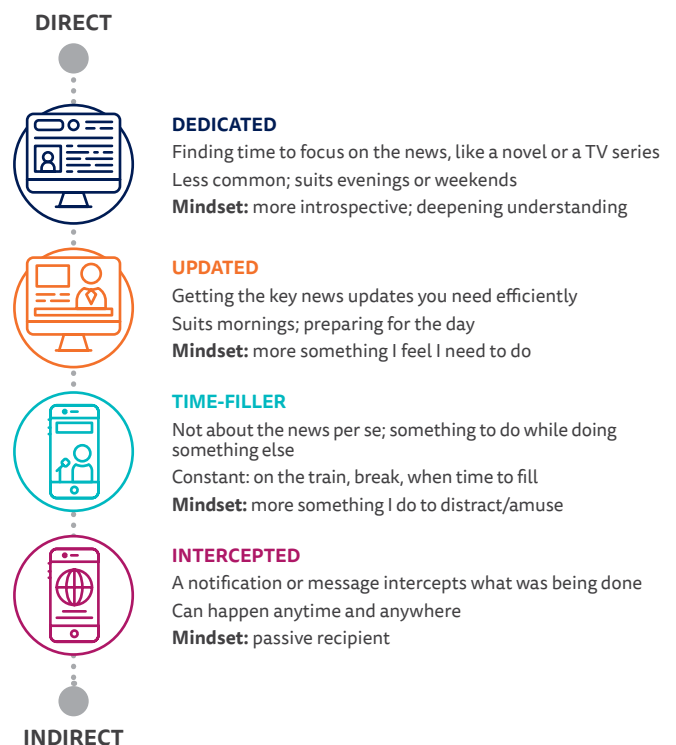 DIRECT
DEDICATED
Finding time to focus on the news, like a novel or a TV series
Less common; suits evenings or weekends
Mindset: more introspective; deepening understanding
UPDATED
Getting the key news updates you need efficiently
Suits mornings; preparing for the day
Mindset: more something I feel I need to do
TIME-FILLER
Not about the news per se; something to do while doing
something else
Constant: on the train, break, when time to fill
Mindset: more something I do to distract/amuse
INTERCEPTED
A notification or message intercepts what was being done
Can happen anytime and anywhere
Mindset: passive recipient
INDIRECT